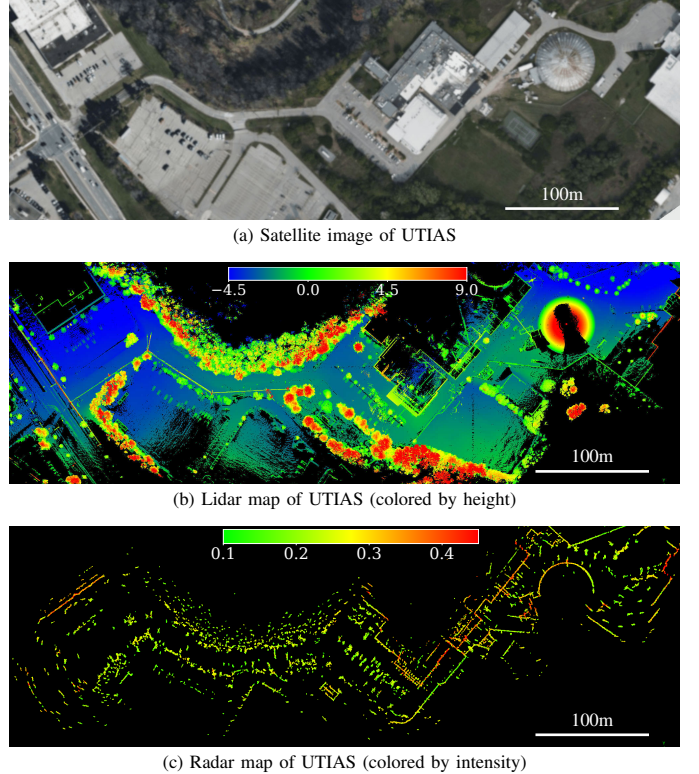 100m
(a) Satellite image of UTIAS
−4.5 0.0 4.5 9.0
100m
(b) Lidar map of UTIAS (colored by height)
0.1 0.2 0.3 0.4
100m
(c) Radar map of UTIAS (colored by intensity)